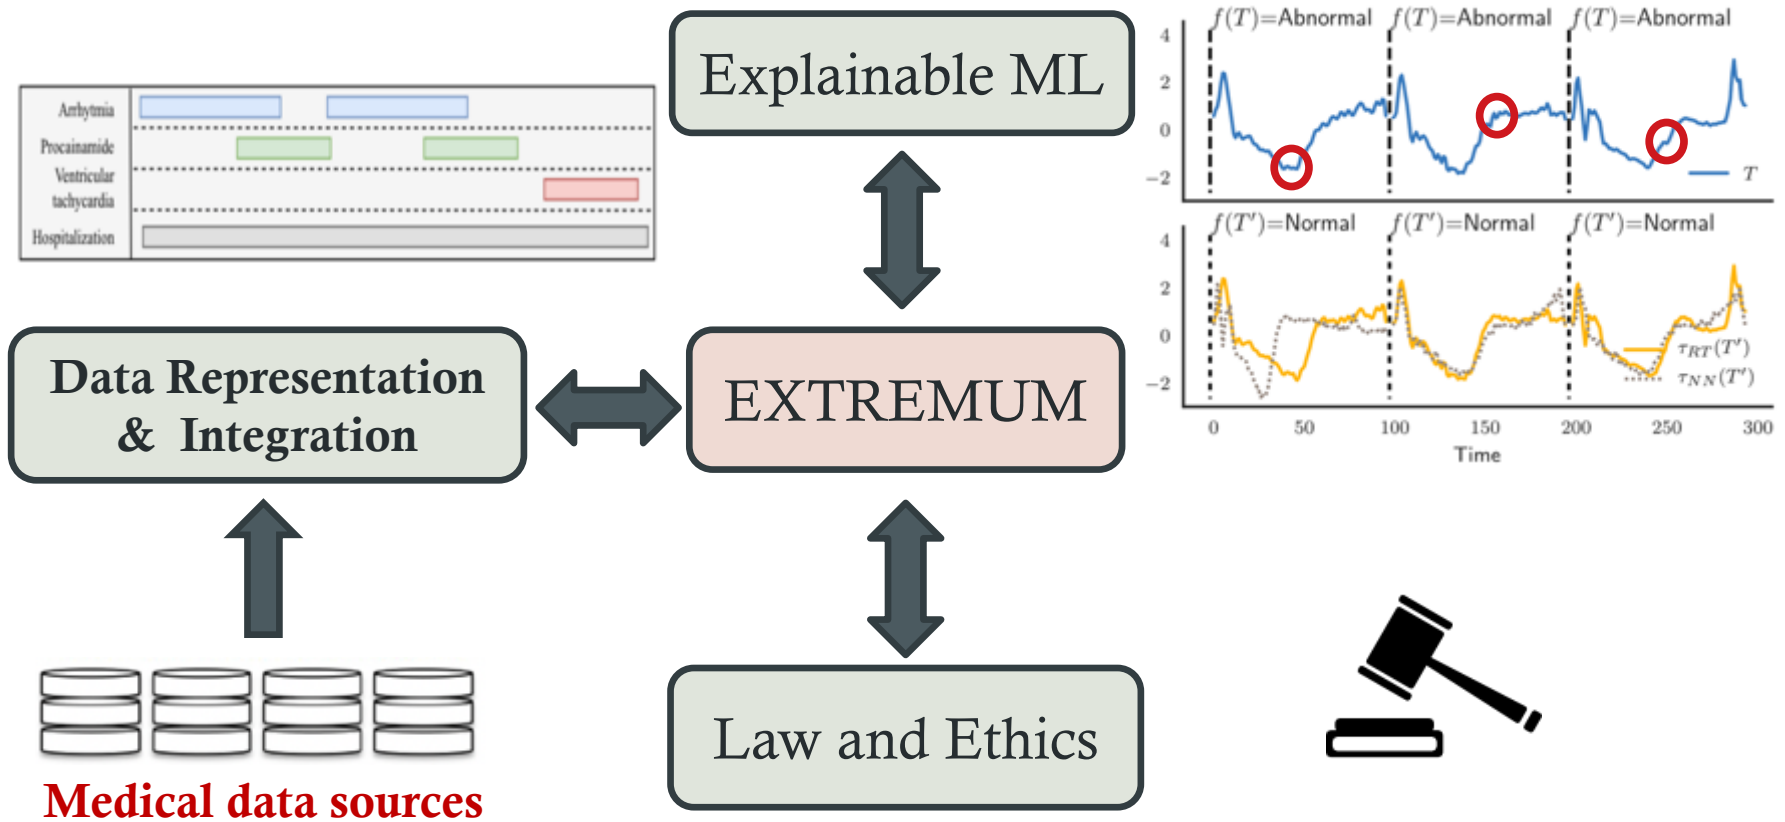 Explainable ML
Arrhytmia
Procainamide
Ventricular
tachycardia
Hospitalization
f(T)=Abnormal f(T)=Abnormal f(T)=Abnormal
4
2
0
−2
T
f(T′)=Normal f(T′)=Normal f(T′)=Normal
4
2
0
−2
τRT(T′)
τNN(T′)
0 50 100 150 200 250 300
Time
Data Representation
& Integration
EXTREMUM
Law and Ethics
Medical data sources